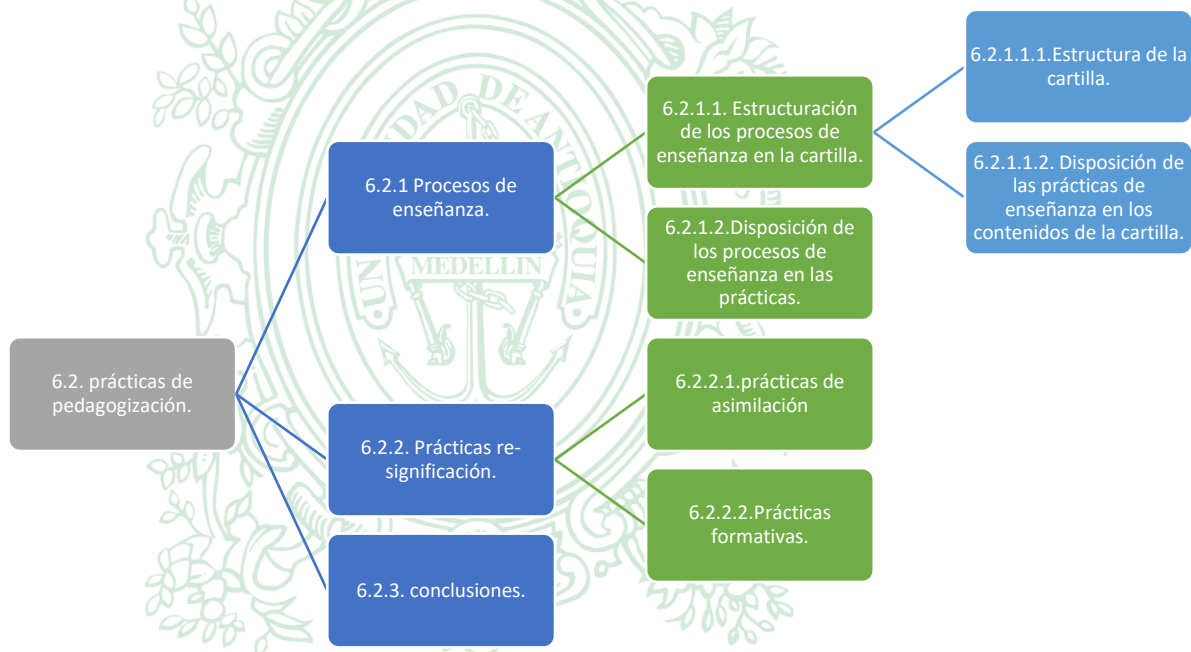 6.2. prácticas de
pedagogización.
6.2.1 Procesos de
enseñanza.
6.2.2. Prácticas re-
significación.
6.2.3. conclusiones.
6.2.1.1. Estructuración
de los procesos de
enseñanza en la cartilla.
6.2.1.2.Disposición de
los procesos de
enseñanza en las
prácticas.
6.2.2.1.prácticas de
asimilación
6.2.2.2.Prácticas
formativas.
6.2.1.1.1.Estructura de la
cartilla.
6.2.1.1.2. Disposición de
las prácticas de
enseñanza en los
contenidos de la cartilla.
DE ANTIOQUIA
MEDELLIN